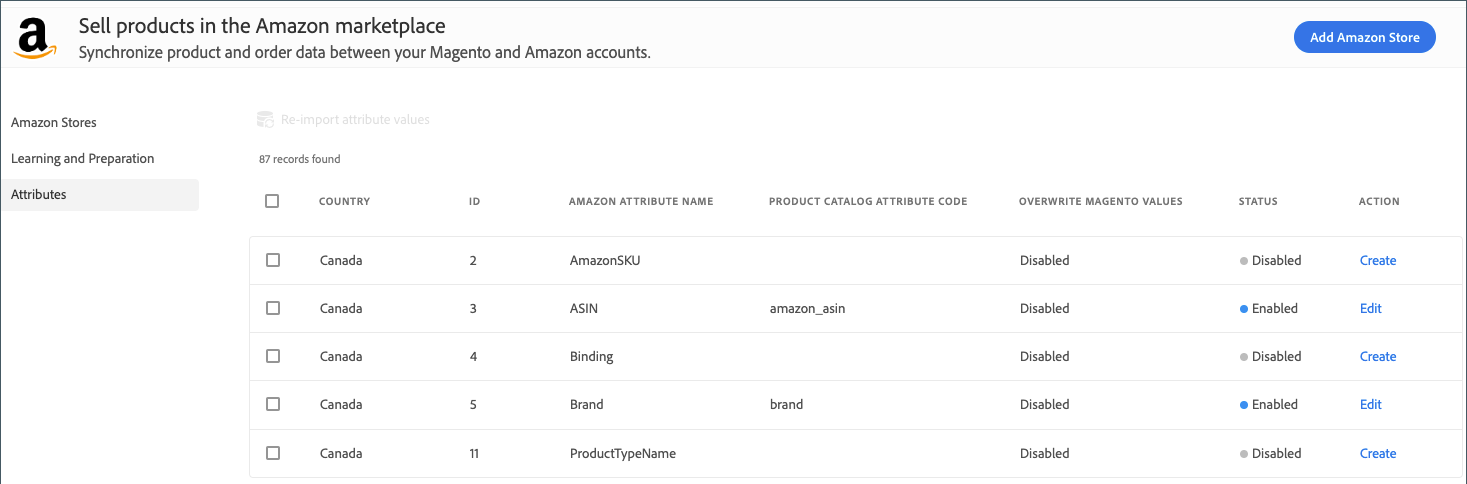 a
Sell products in the Amazon marketplace
Synchronize product and order data between your Magento and Amazon accounts.
Add Amazon Store
Amazon Stores
Learning and Preparation
Attributes
Re-import attribute values
87 records found
COUNTRY ID AMAZON ATTRIBUTE NAME PRODUCT CATALOG ATTRIBUTE CODE OVERWRITE MAGENTO VALUES STATUS ACTION
Canada 2 AmazonSKU Disabled Disabled Create
Canada 3 ASIN amazon_asin Disabled Enabled Edit
Canada 4 Binding Disabled Disabled Create
Canada 5 Brand brand Disabled Enabled Edit
Canada 11 ProductTypeName Disabled Disabled Create